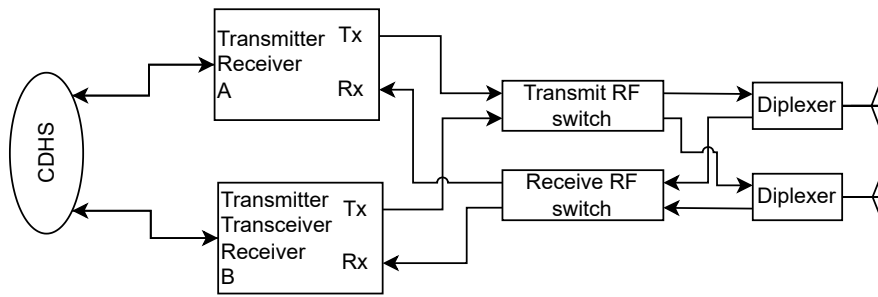 CDHS
Transmitter
Receiver
A
Tx
Rx
Transmitter
Transceiver
Receiver
B
Tx
Rx
Transmit RF
switch
Receive RF
switch
Diplexer
Diplexer